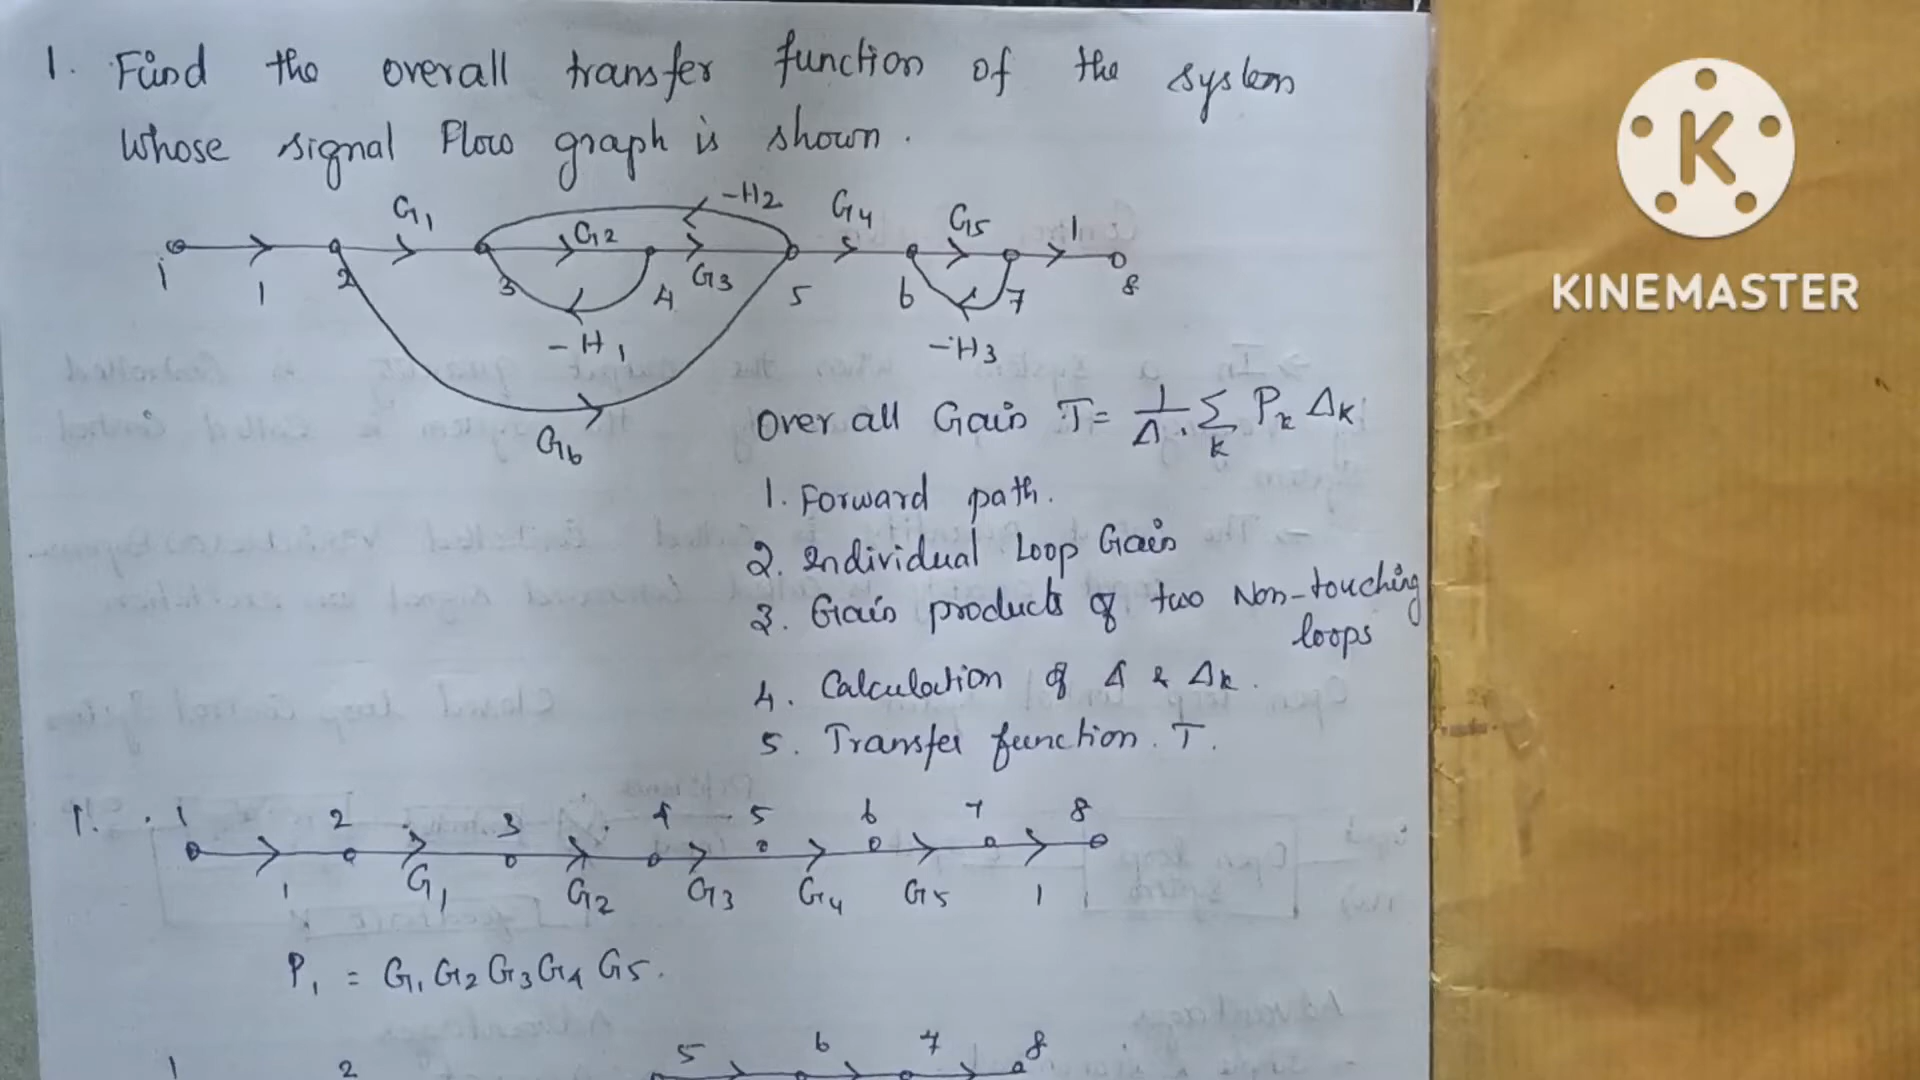 1. Find the overall transfer function of the system
whose signal Flow graph is shown.
G1 G2 -H2 G4 G5 1
1 1 2 3 4 G3 5 6 7 8
-H1 -H3
G6
Overall Gain T = 1/Δ . Σ Pk Δk
k
1. Forward path.
2. Individual Loop Gain
3. Gain products of two Non-touching
loops
4. Calculation of Δ & Δk.
5. Transfer function. T.
1. 1 2 3 4 5 6 7 8
1 G1 G2 G3 G4 G5 1
P1 = G1 G2 G3 G4 G5.
1 2 5 6 7 8
K
KINEMASTER